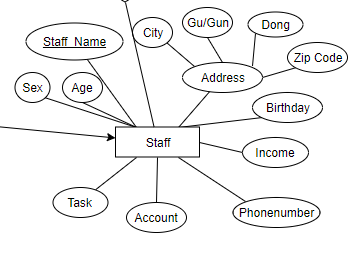 Gu/Gun
Dong
City
Staff_Name
Zip Code
Address
Sex
Age
Birthday
Staff
Income
Task
Account
Phonenumber